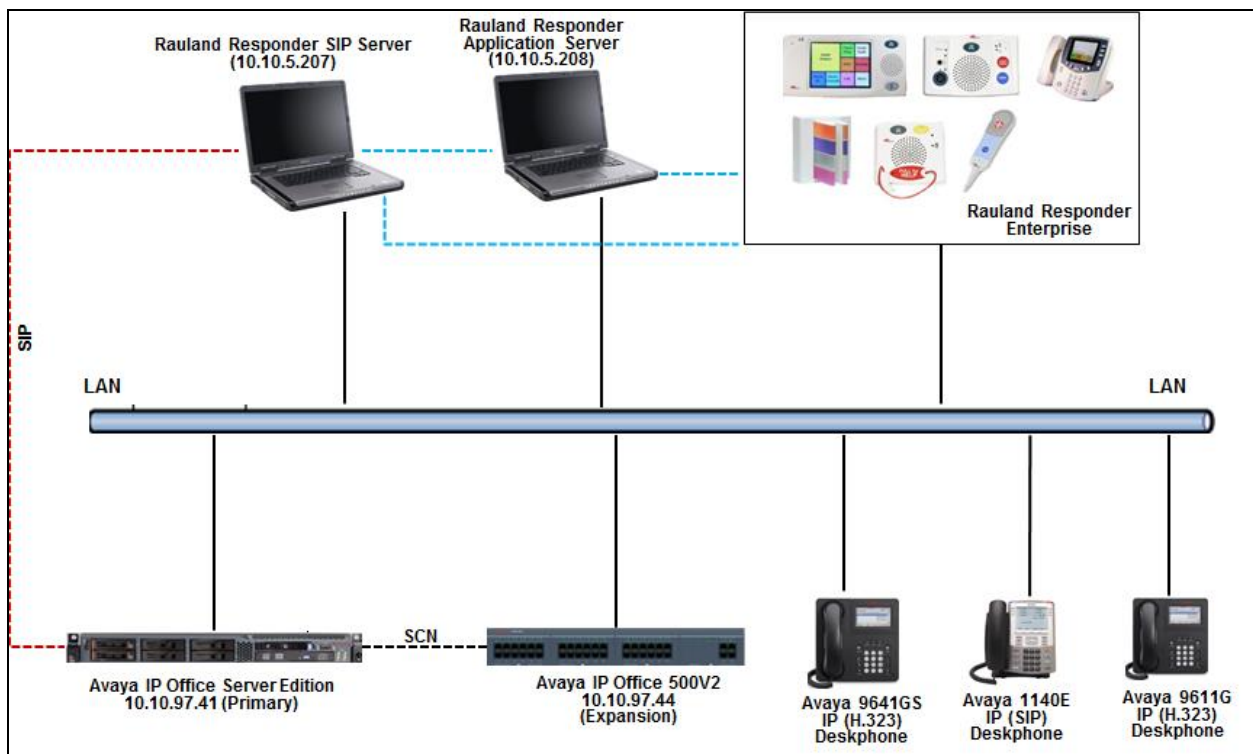 Rauland Responder SIP Server
(10.10.5.207)
Rauland Responder
Application Server
(10.10.5.208)
Rauland Responder
Enterprise
SIP
LAN
LAN
SCN
Avaya IP Office Server Edition
10.10.97.41 (Primary)
Avaya IP Office 500V2
10.10.97.44
(Expansion)
Avaya 9641GS
IP (H.323)
Deskphone
Avaya 1140E
IP (SIP)
Deskphone
Avaya 9611G
IP (H.323)
Deskphone